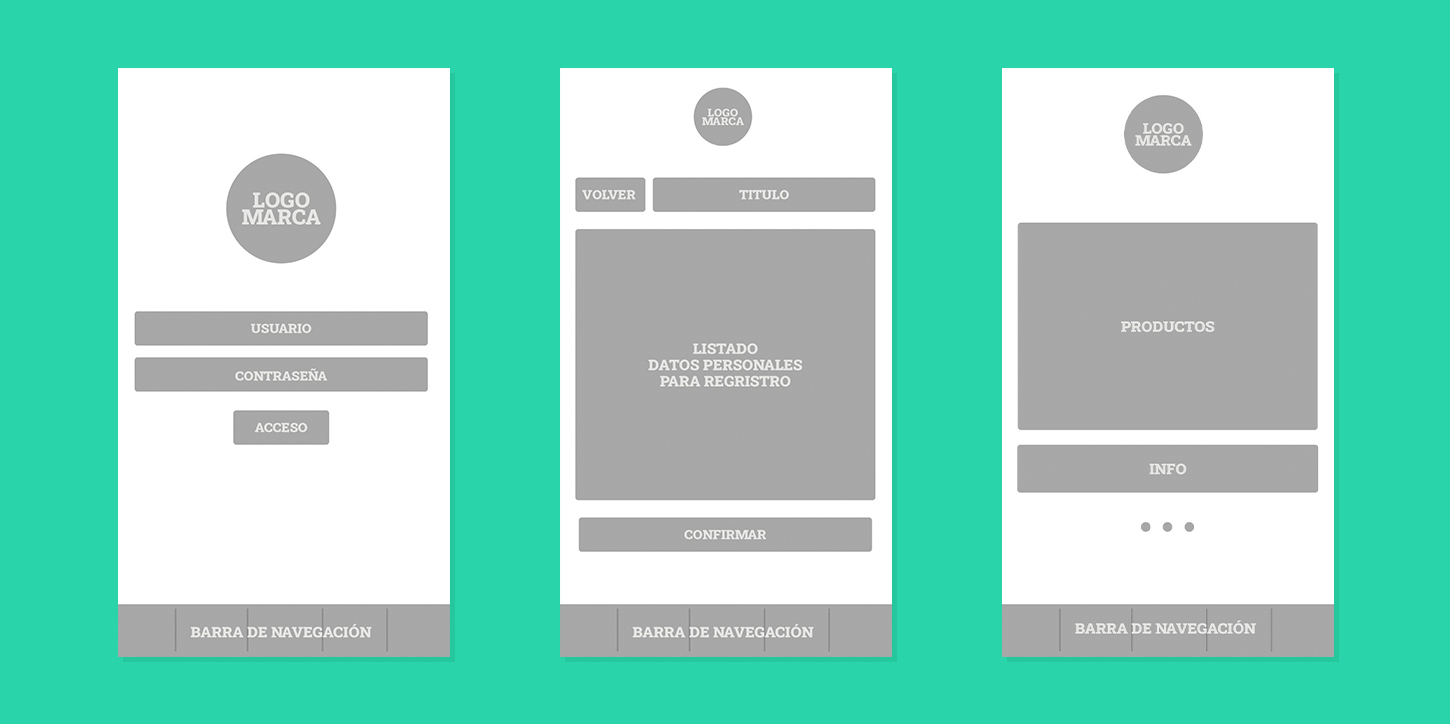 LOGO
MARCA
USUARIO
CONTRASEÑA
ACCESO
BARRA DE NAVEGACIÓN
LOGO
MARCA
VOLVER
TITULO
LISTADO
DATOS PERSONALES
PARA REGRISTRO
CONFIRMAR
BARRA DE NAVEGACIÓN
LOGO
MARCA
PRODUCTOS
INFO
BARRA DE NAVEGACIÓN